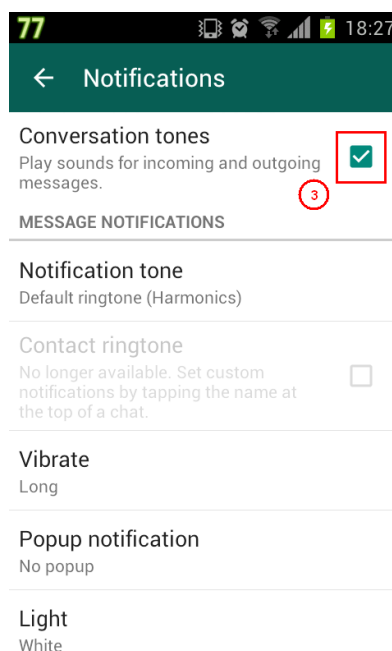 77 18:27
Notifications
Conversation tones
Play sounds for incoming and outgoing
messages.
3
MESSAGE NOTIFICATIONS
Notification tone
Default ringtone (Harmonics)
Contact ringtone
No longer available. Set custom
notifications by tapping the name at
the top of a chat.
Vibrate
Long
Popup notification
No popup
Light
White